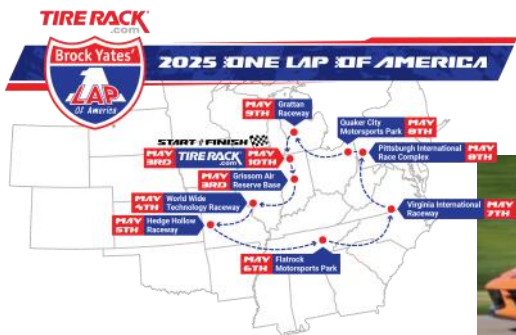 TIRE RACK
.com
Brock Yates'
1
LAP
Of America
2025 ONE LAP OF AMERICA
MAY
9TH
Grattan
Raceway
Quaker City
Motorsports Park
MAY
8TH
START FINISH
MAY
3RD
TIRE RACK
.com
MAY
10TH
Pittsburgh International
Race Complex
MAY
8TH
MAY
3RD
Grissom Air
Reserve Base
MAY
4TH
World Wide
Technology Raceway
MAY
5TH
Hedge Hollow
Raceway
Virginia International
Raceway
MAY
7TH
MAY
6TH
Flatrock
Motorsports Park